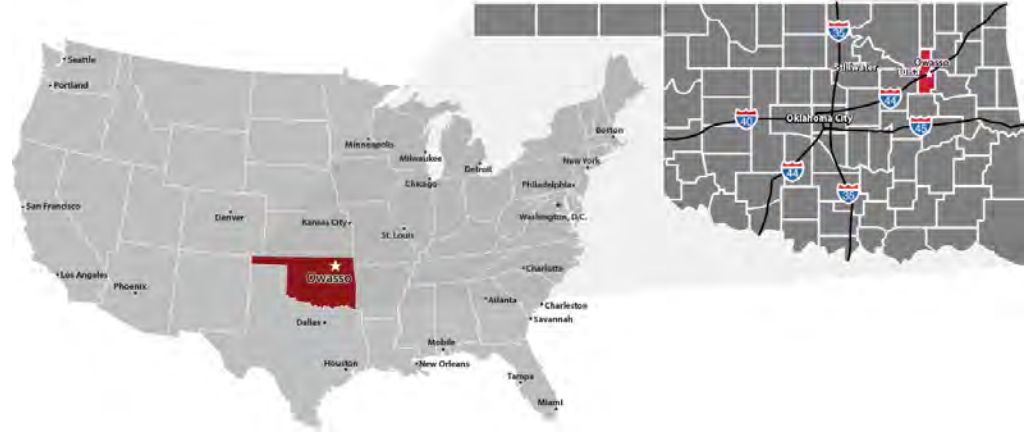 Seattle
Portland
Minneapolis
Milwaukee
Detroit
Boston
New York
Chicago
Philadelphia
San Francisco
Denver
Kansas City
Washington, D.C.
St. Louis
Owasso
Los Angeles
Phoenix
Charlotte
Atlanta
Charleston
Savannah
Dallas
Mobile
Houston
New Orleans
Tampa
Miami
35
Stillwater
Owasso
44
40
Oklahoma City
45
44
35